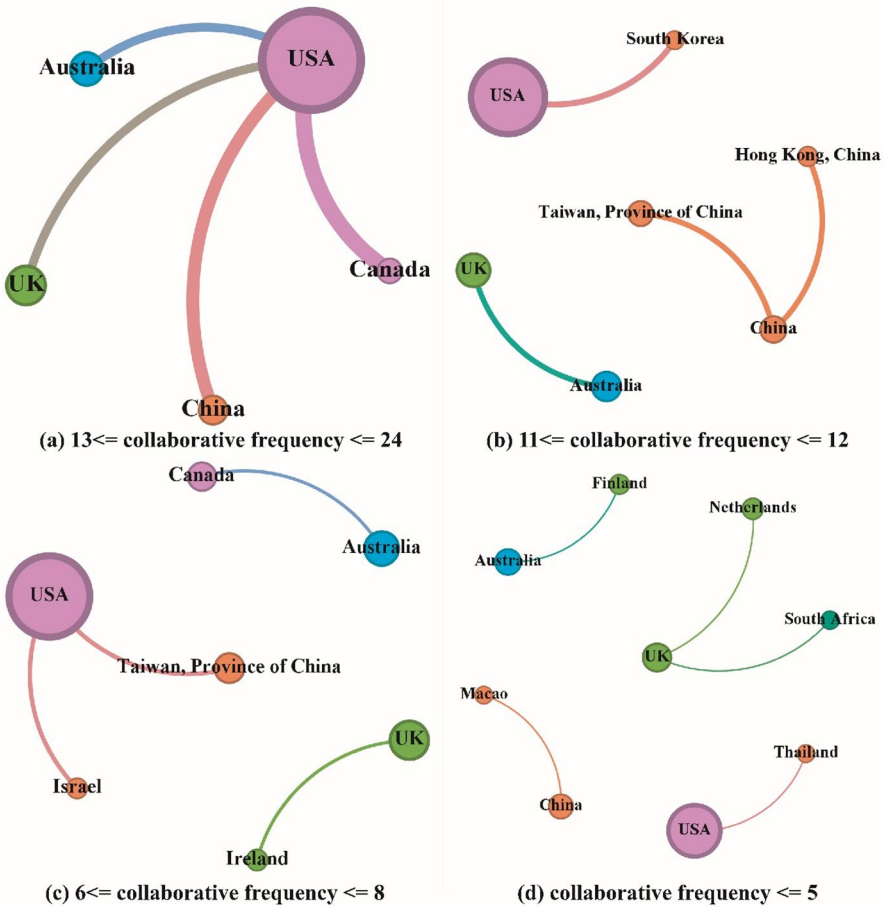 Australia
USA
UK
Canada
China
(a) 13<= collaborative frequency <= 24
South Korea
USA
Hong Kong, China
Taiwan, Province of China
UK
China
Australia
(b) 11<= collaborative frequency <= 12
Canada
Australia
USA
Taiwan, Province of China
UK
Israel
Ireland
(c) 6<= collaborative frequency <= 8
Finland
Netherlands
Australia
South Africa
UK
Macao
Thailand
China
USA
(d) collaborative frequency <= 5